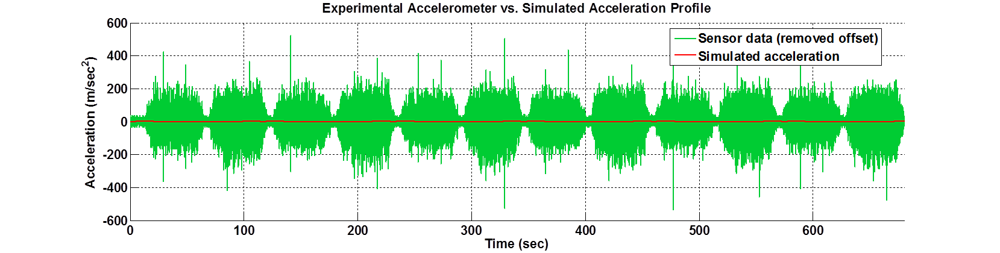 Experimental Accelerometer vs. Simulated Acceleration Profile
600
400
200
0
-200
-400
-600
Acceleration (m/sec²)
Sensor data (removed offset)
Simulated acceleration
0 100 200 300 400 500 600
Time (sec)